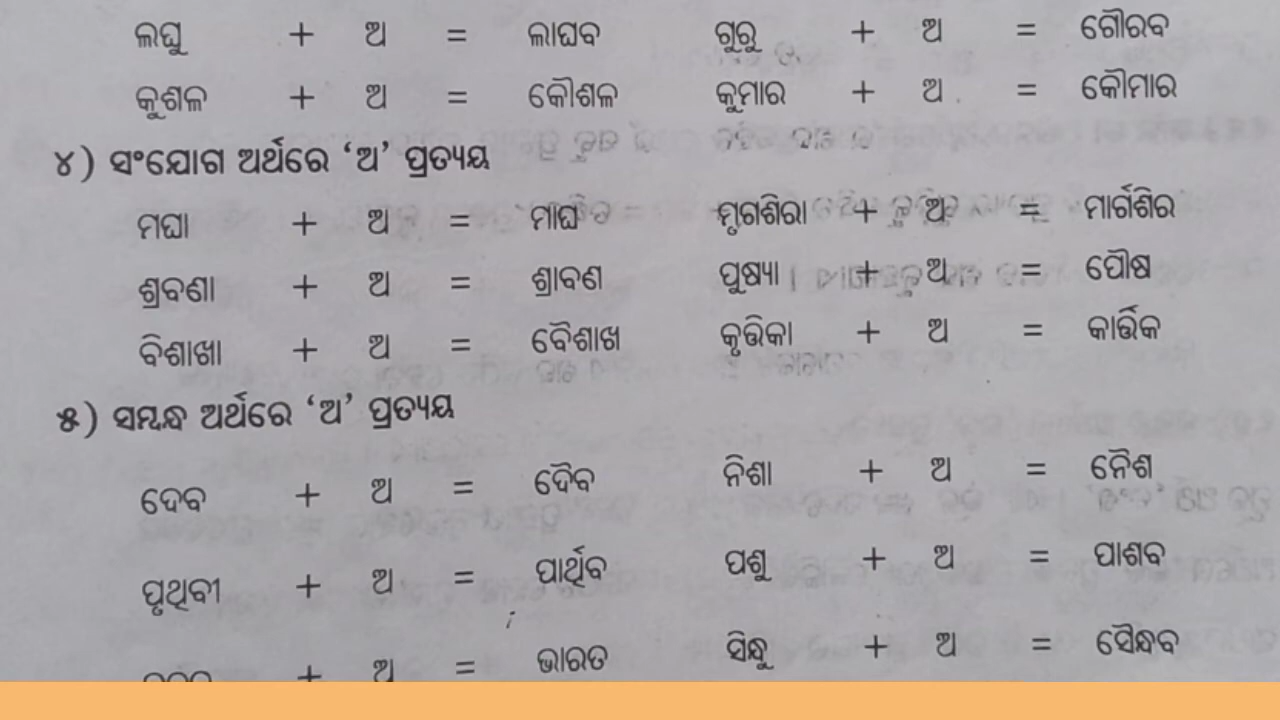 ଲଘୁ + ଅ = ଲାଘବ ଗୁରୁ + ଅ = ଗୌରବ
କୁଶଳ + ଅ = କୌଶଳ କୁମାର + ଅ = କୌମାର
୪) ସଂଯୋଗ ଅର୍ଥରେ ‘ଅ’ ପ୍ରତ୍ୟୟ
ମଘା + ଅ = ମାଘ ମୃଗଶିରା + ଅ = ମାର୍ଗଶିର
ଶ୍ରବଣା + ଅ = ଶ୍ରାବଣ ପୁଷ୍ୟା + ଅ = ପୌଷ
ବିଶାଖା + ଅ = ବୈଶାଖ କୃତ୍ତିକା + ଅ = କାର୍ତ୍ତିକ
୫) ସମ୍ବନ୍ଧ ଅର୍ଥରେ ‘ଅ’ ପ୍ରତ୍ୟୟ
ଦେବ + ଅ = ଦୈବ ନିଶା + ଅ = ନୈଶ
ପୃଥିବୀ + ଅ = ପାର୍ଥିବ ପଶୁ + ଅ = ପାଶବ
+ ଅ = ଭାରତ ସିନ୍ଧୁ + ଅ = ସୈନ୍ଧବ